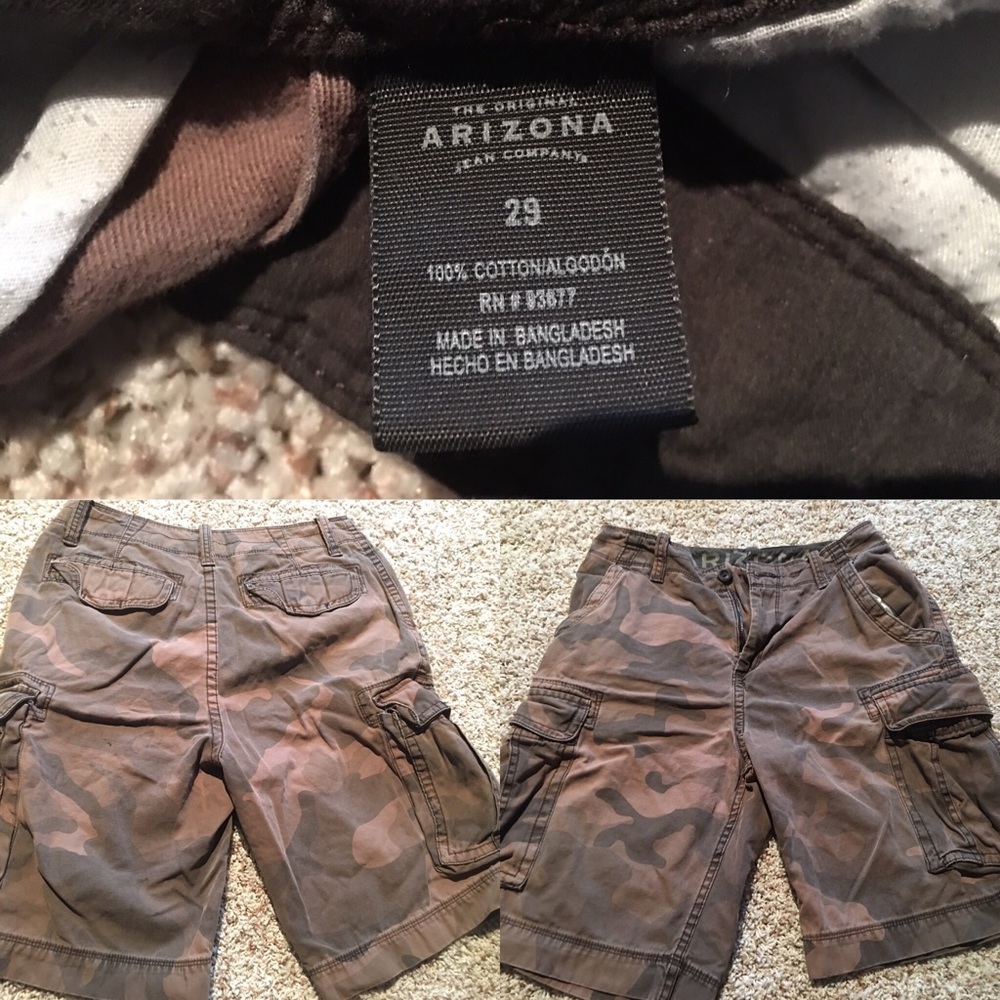 THE ORIGINAL
ARIZONA
JEAN COMPANY®
29
100% COTTON/ALGODÓN
RN # 93677
MADE IN BANGLADESH
HECHO EN BANGLADESH